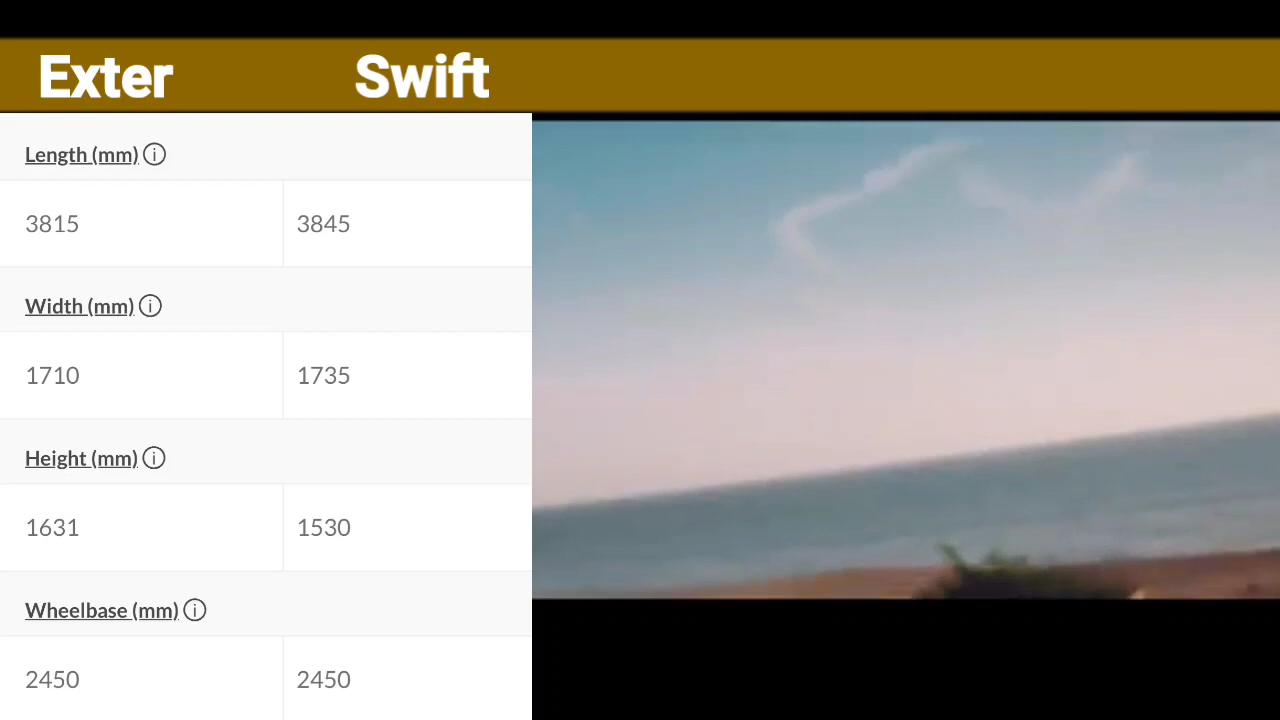 Exter Swift
Length (mm)
3815 3845
Width (mm)
1710 1735
Height (mm)
1631 1530
Wheelbase (mm)
2450 2450